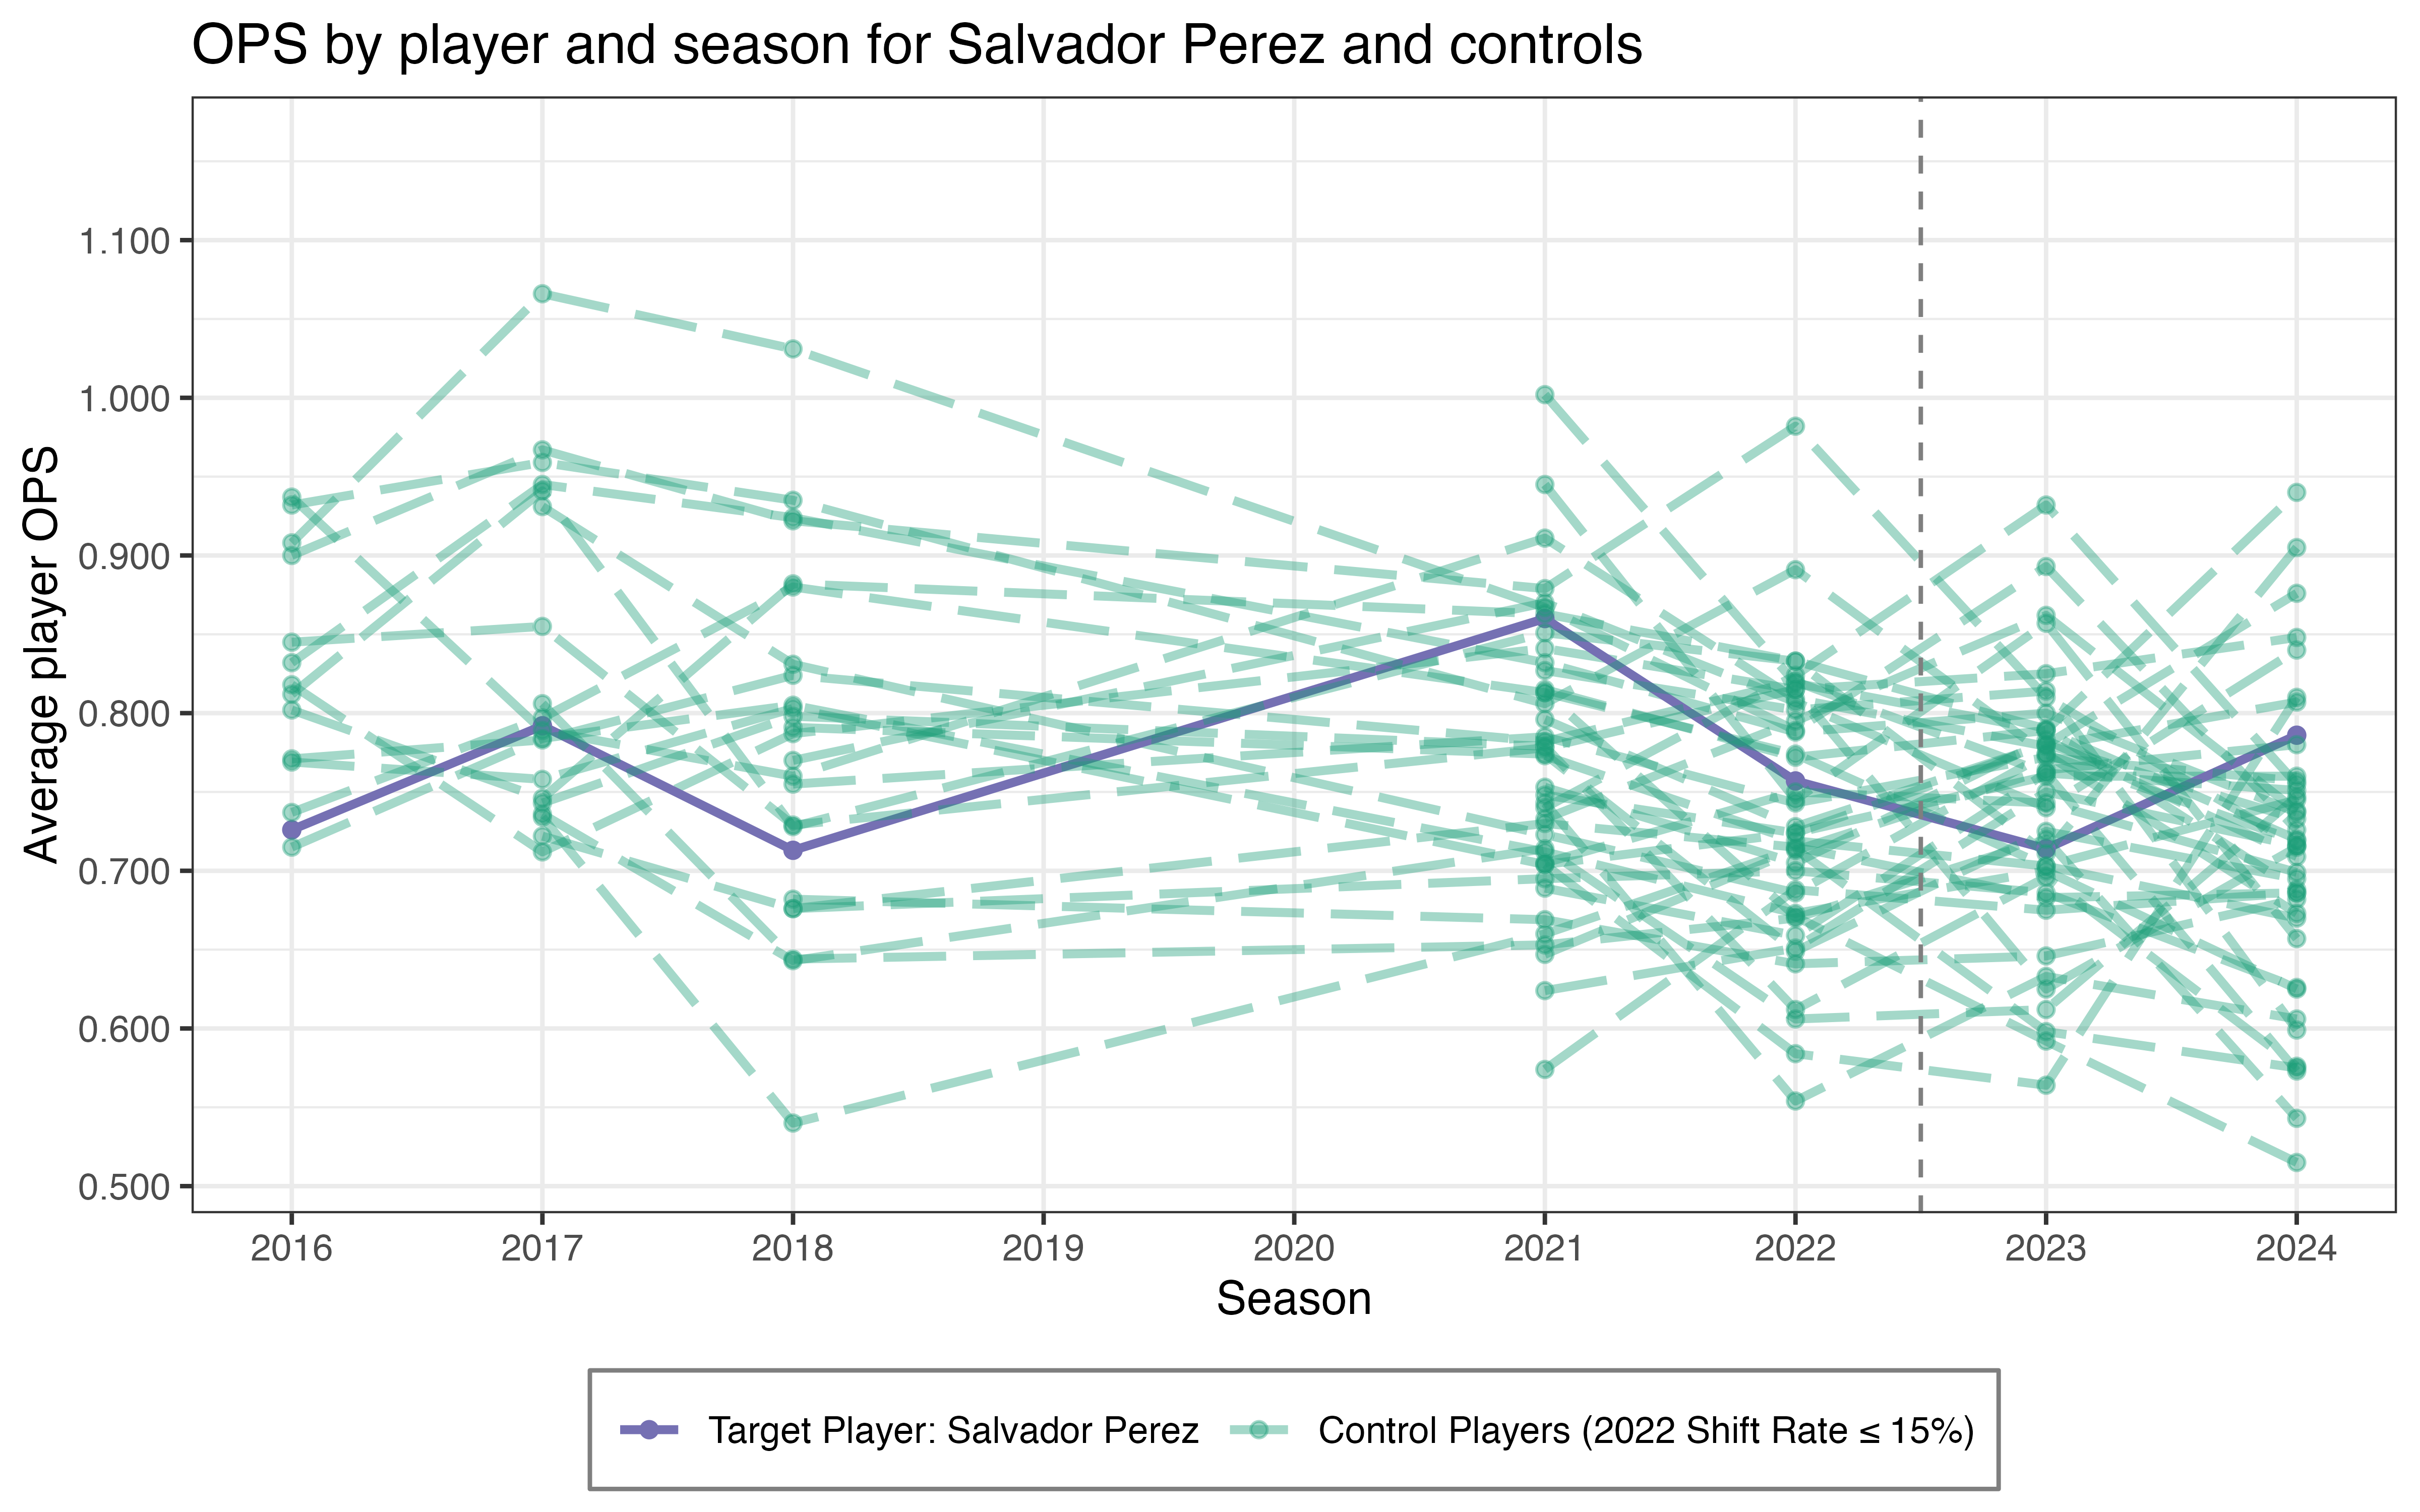 OPS by player and season for Salvador Perez and controls
Average player OPS
1.100
1.000
0.900
0.800
0.700
0.600
0.500
2016 2017 2018 2019 2020 2021 2022 2023 2024
Season
Target Player: Salvador Perez Control Players (2022 Shift Rate ≤ 15%)